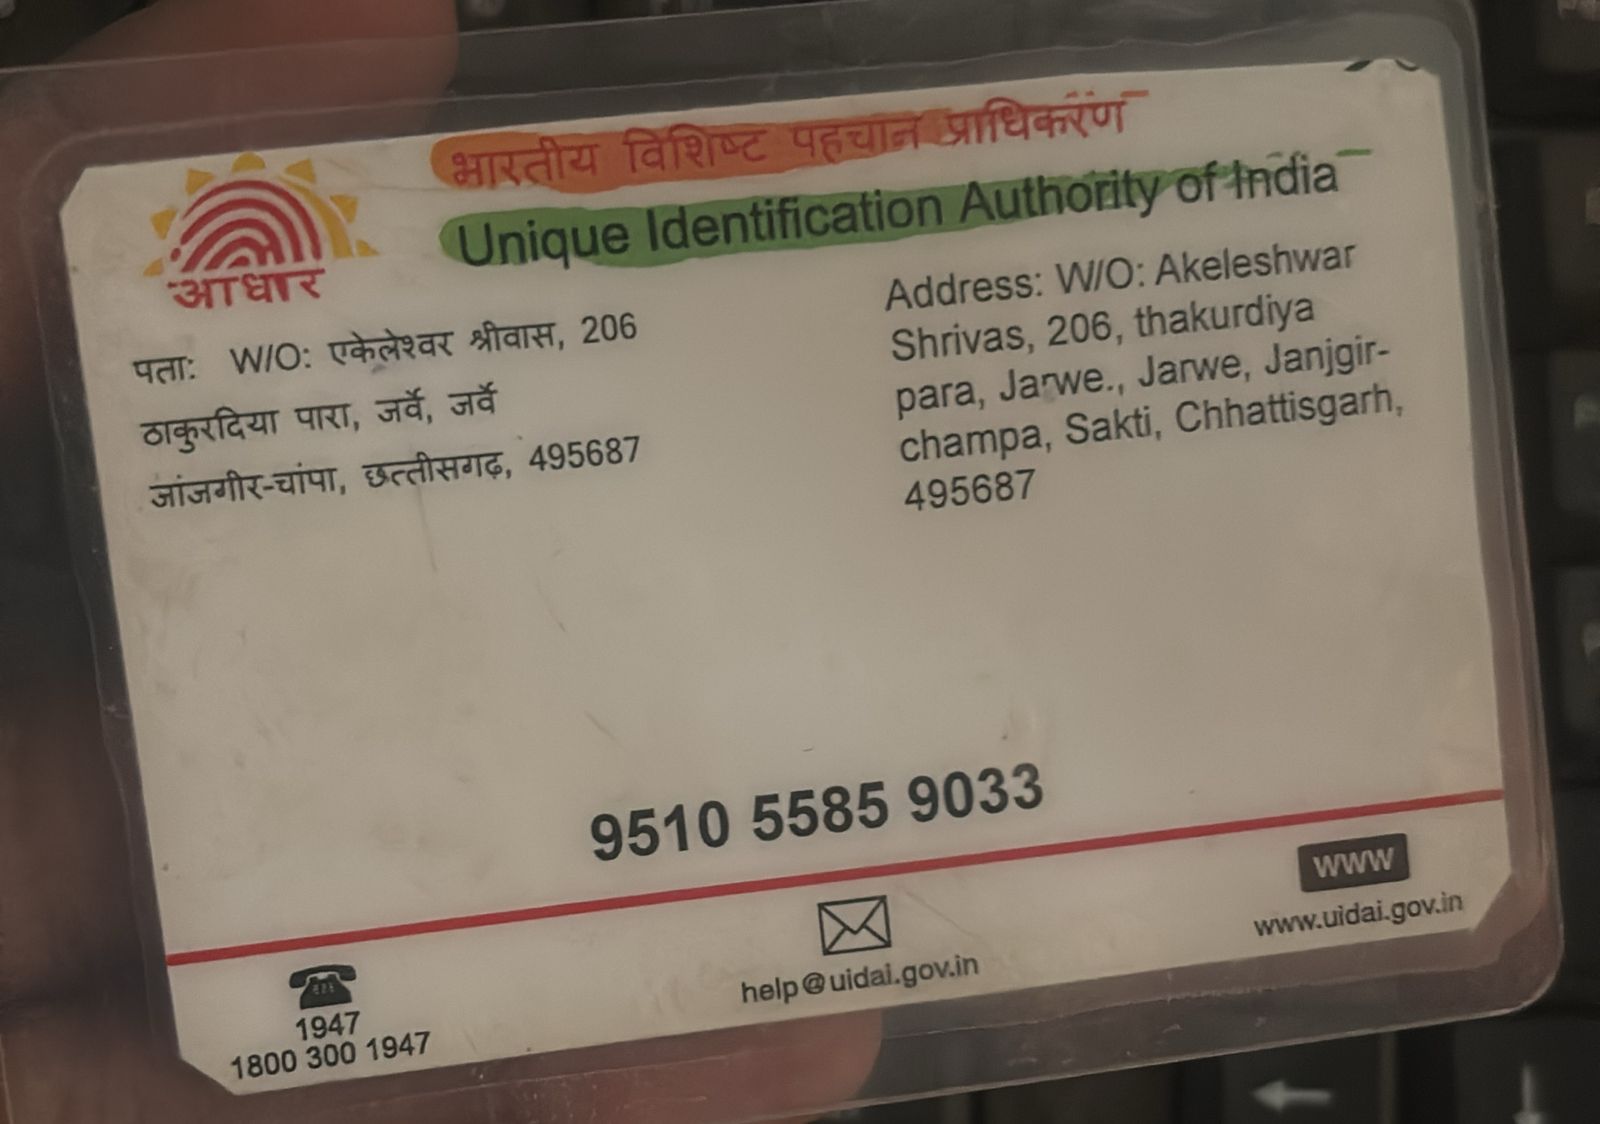 भारतीय विशिष्ट पहचान प्राधिकरण
Unique Identification Authority of India
आधार
पता: W/O: एकेलेश्वर श्रीवास, 206
ठाकुरदिया पारा, जर्वे, जर्वे
जांजगीर-चांपा, छत्तीसगढ़, 495687
Address: W/O: Akeleshwar
Shrivas, 206, thakurdiya
para, Jarwe., Jarwe, Janjgir-
champa, Sakti, Chhattisgarh,
495687
9510 5585 9033
1947
1800 300 1947
help@uidai.gov.in
www
www.uidai.gov.in